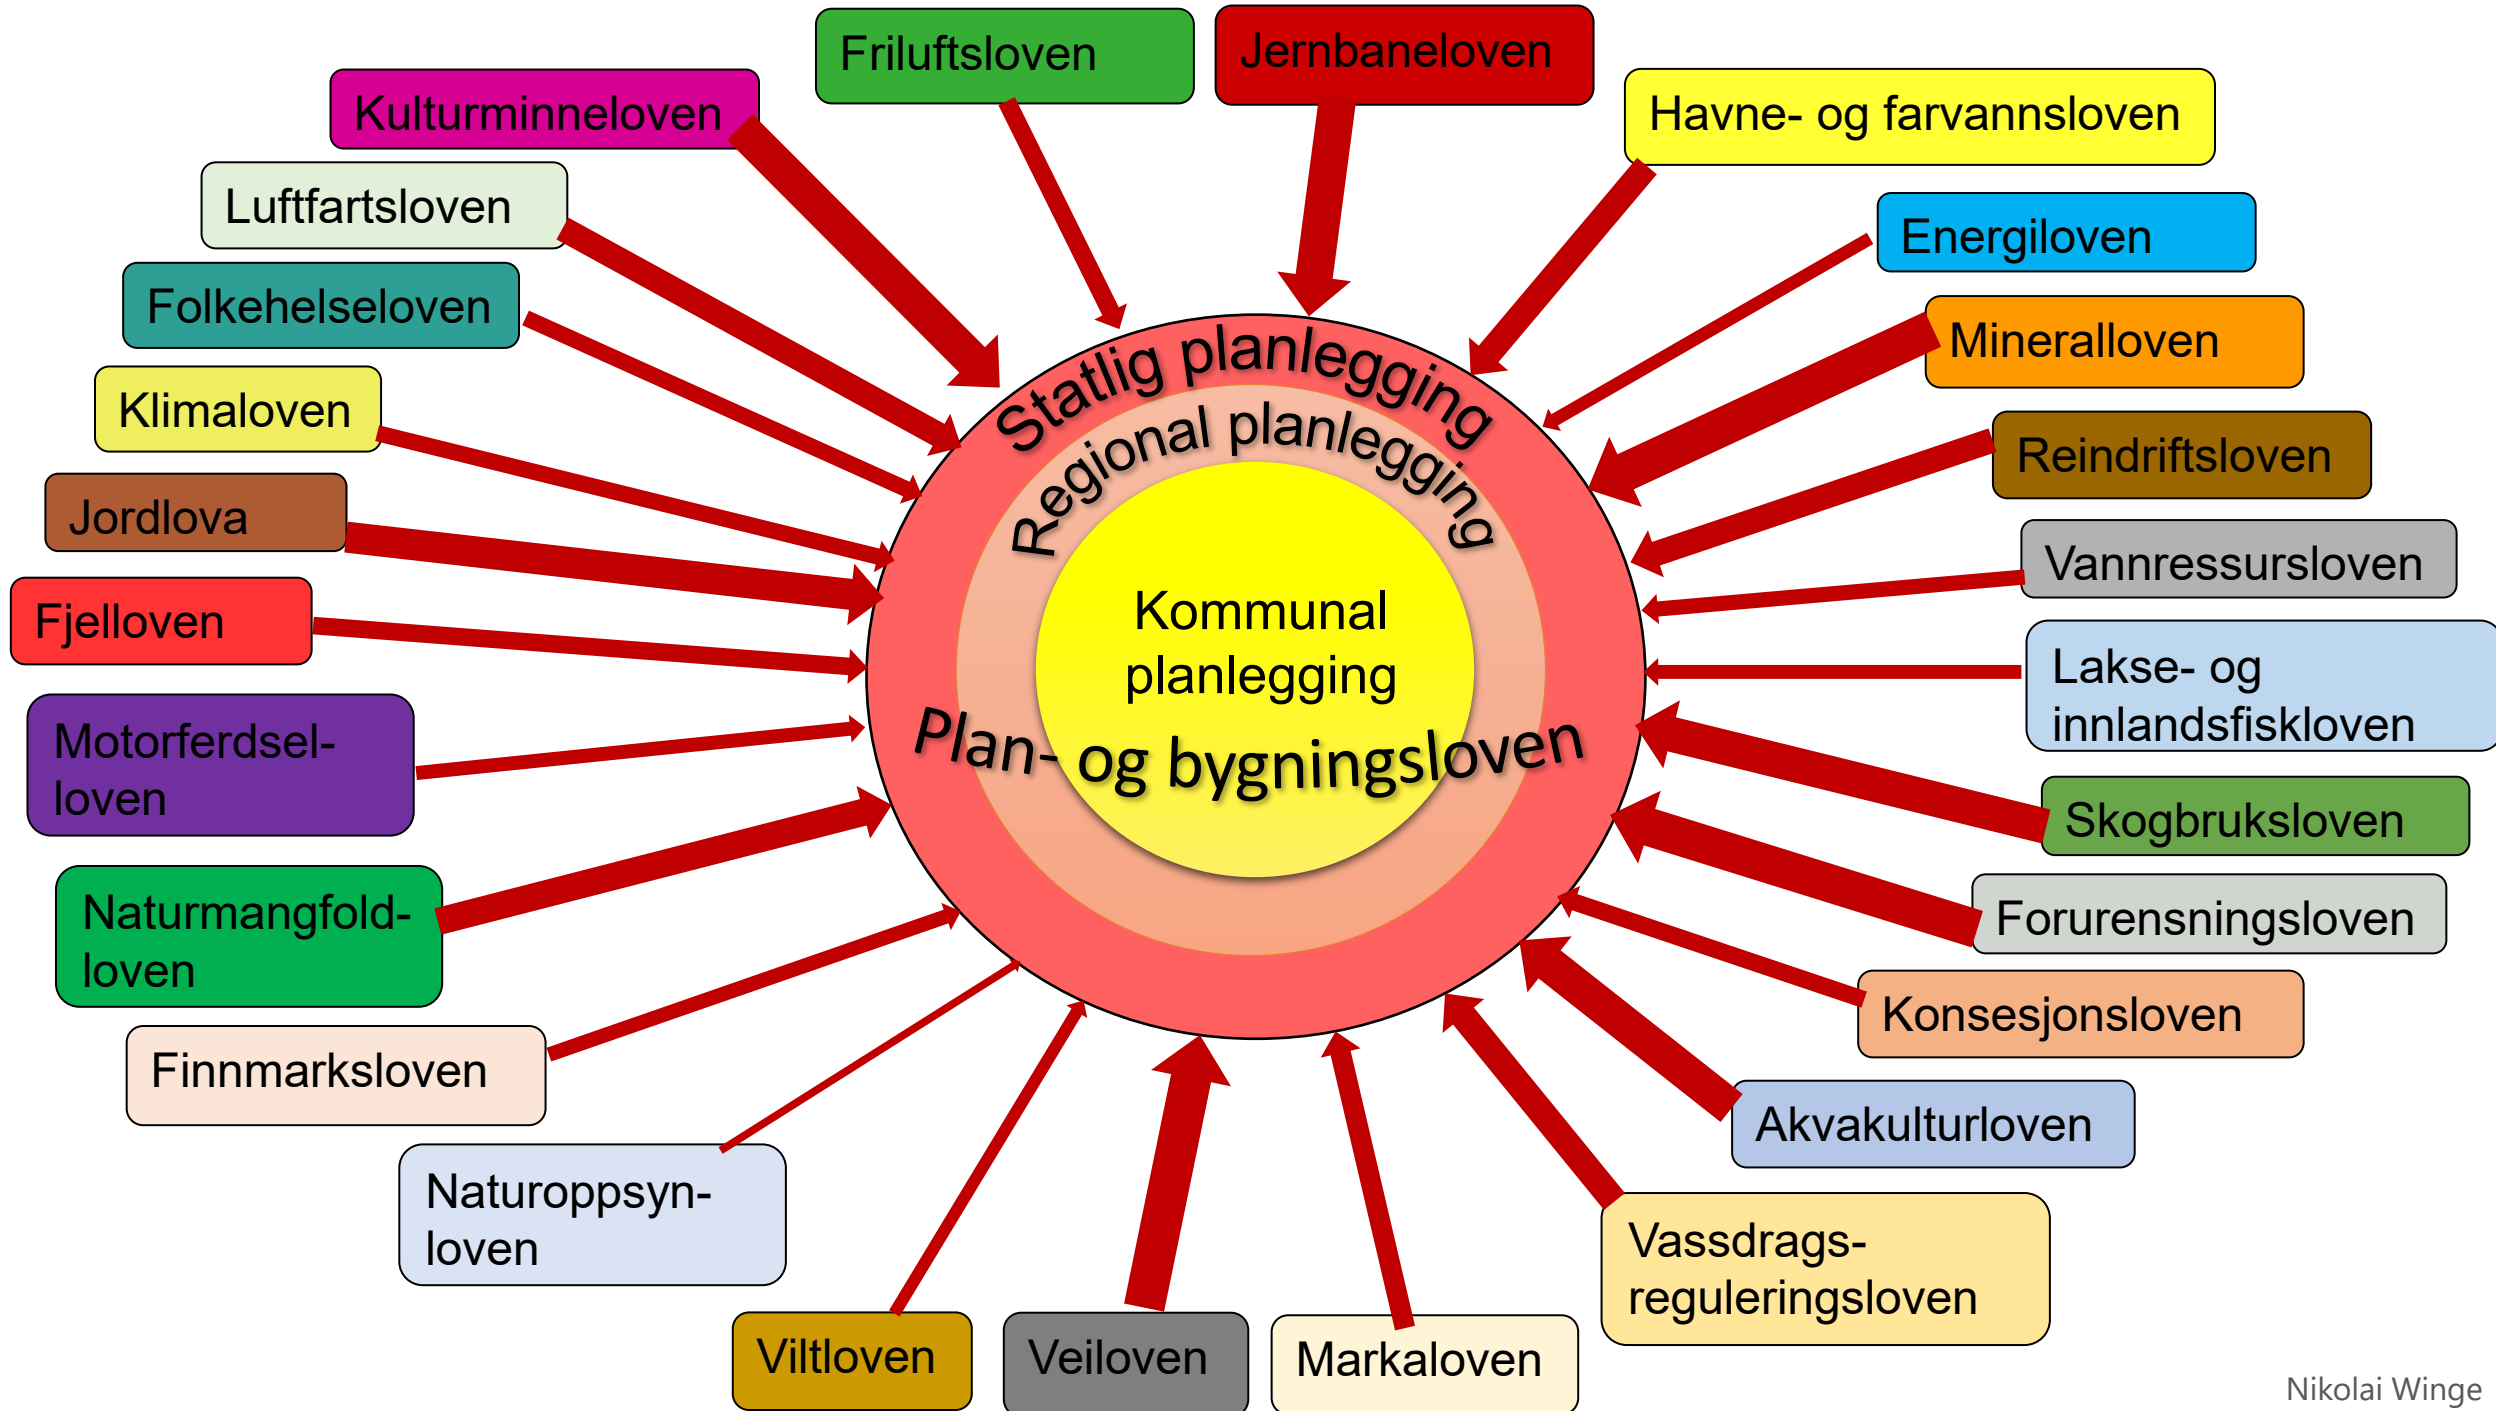 Friluftsloven
Jernbaneloven
Kulturminneloven
Havne- og farvannsloven
Luftfartsloven
Energiloven
Folkehelseloven
Mineralloven
Klimaloven
Reindriftsloven
Jordlova
Vannressursloven
Fjelloven
Lakse- og
innlandsfiskloven
Motorferdsel-
loven
Skogbruksloven
Naturmangfold-
loven
Forurensningsloven
Finnmarksloven
Konsesjonsloven
Naturoppsyn-
loven
Akvakulturloven
Viltloven
Veiloven
Markaloven
Vassdrags-
reguleringsloven
Statlig planlegging
Regional planlegging
Kommunal
planlegging
Plan- og bygningsloven
Nikolai Winge